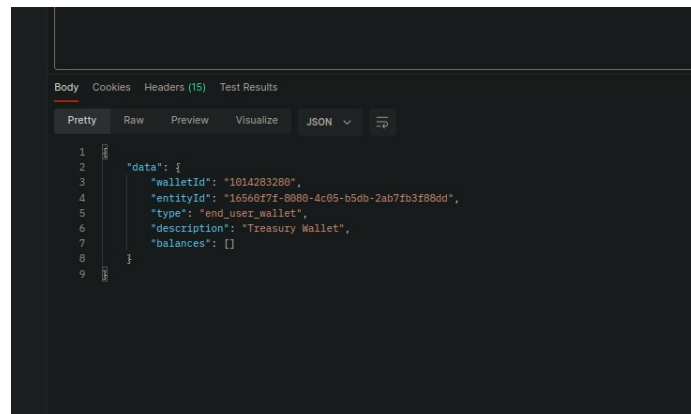 Body Cookies Headers (15) Test Results
Pretty Raw Preview Visualize JSON
1 {
2 "data": {
3 "walletId": "1014283280",
4 "entityId": "16560f7f-8080-4c05-b5db-2ab7fb3f88dd",
5 "type": "end_user_wallet",
6 "description": "Treasury Wallet",
7 "balances": []
8 }
9 }